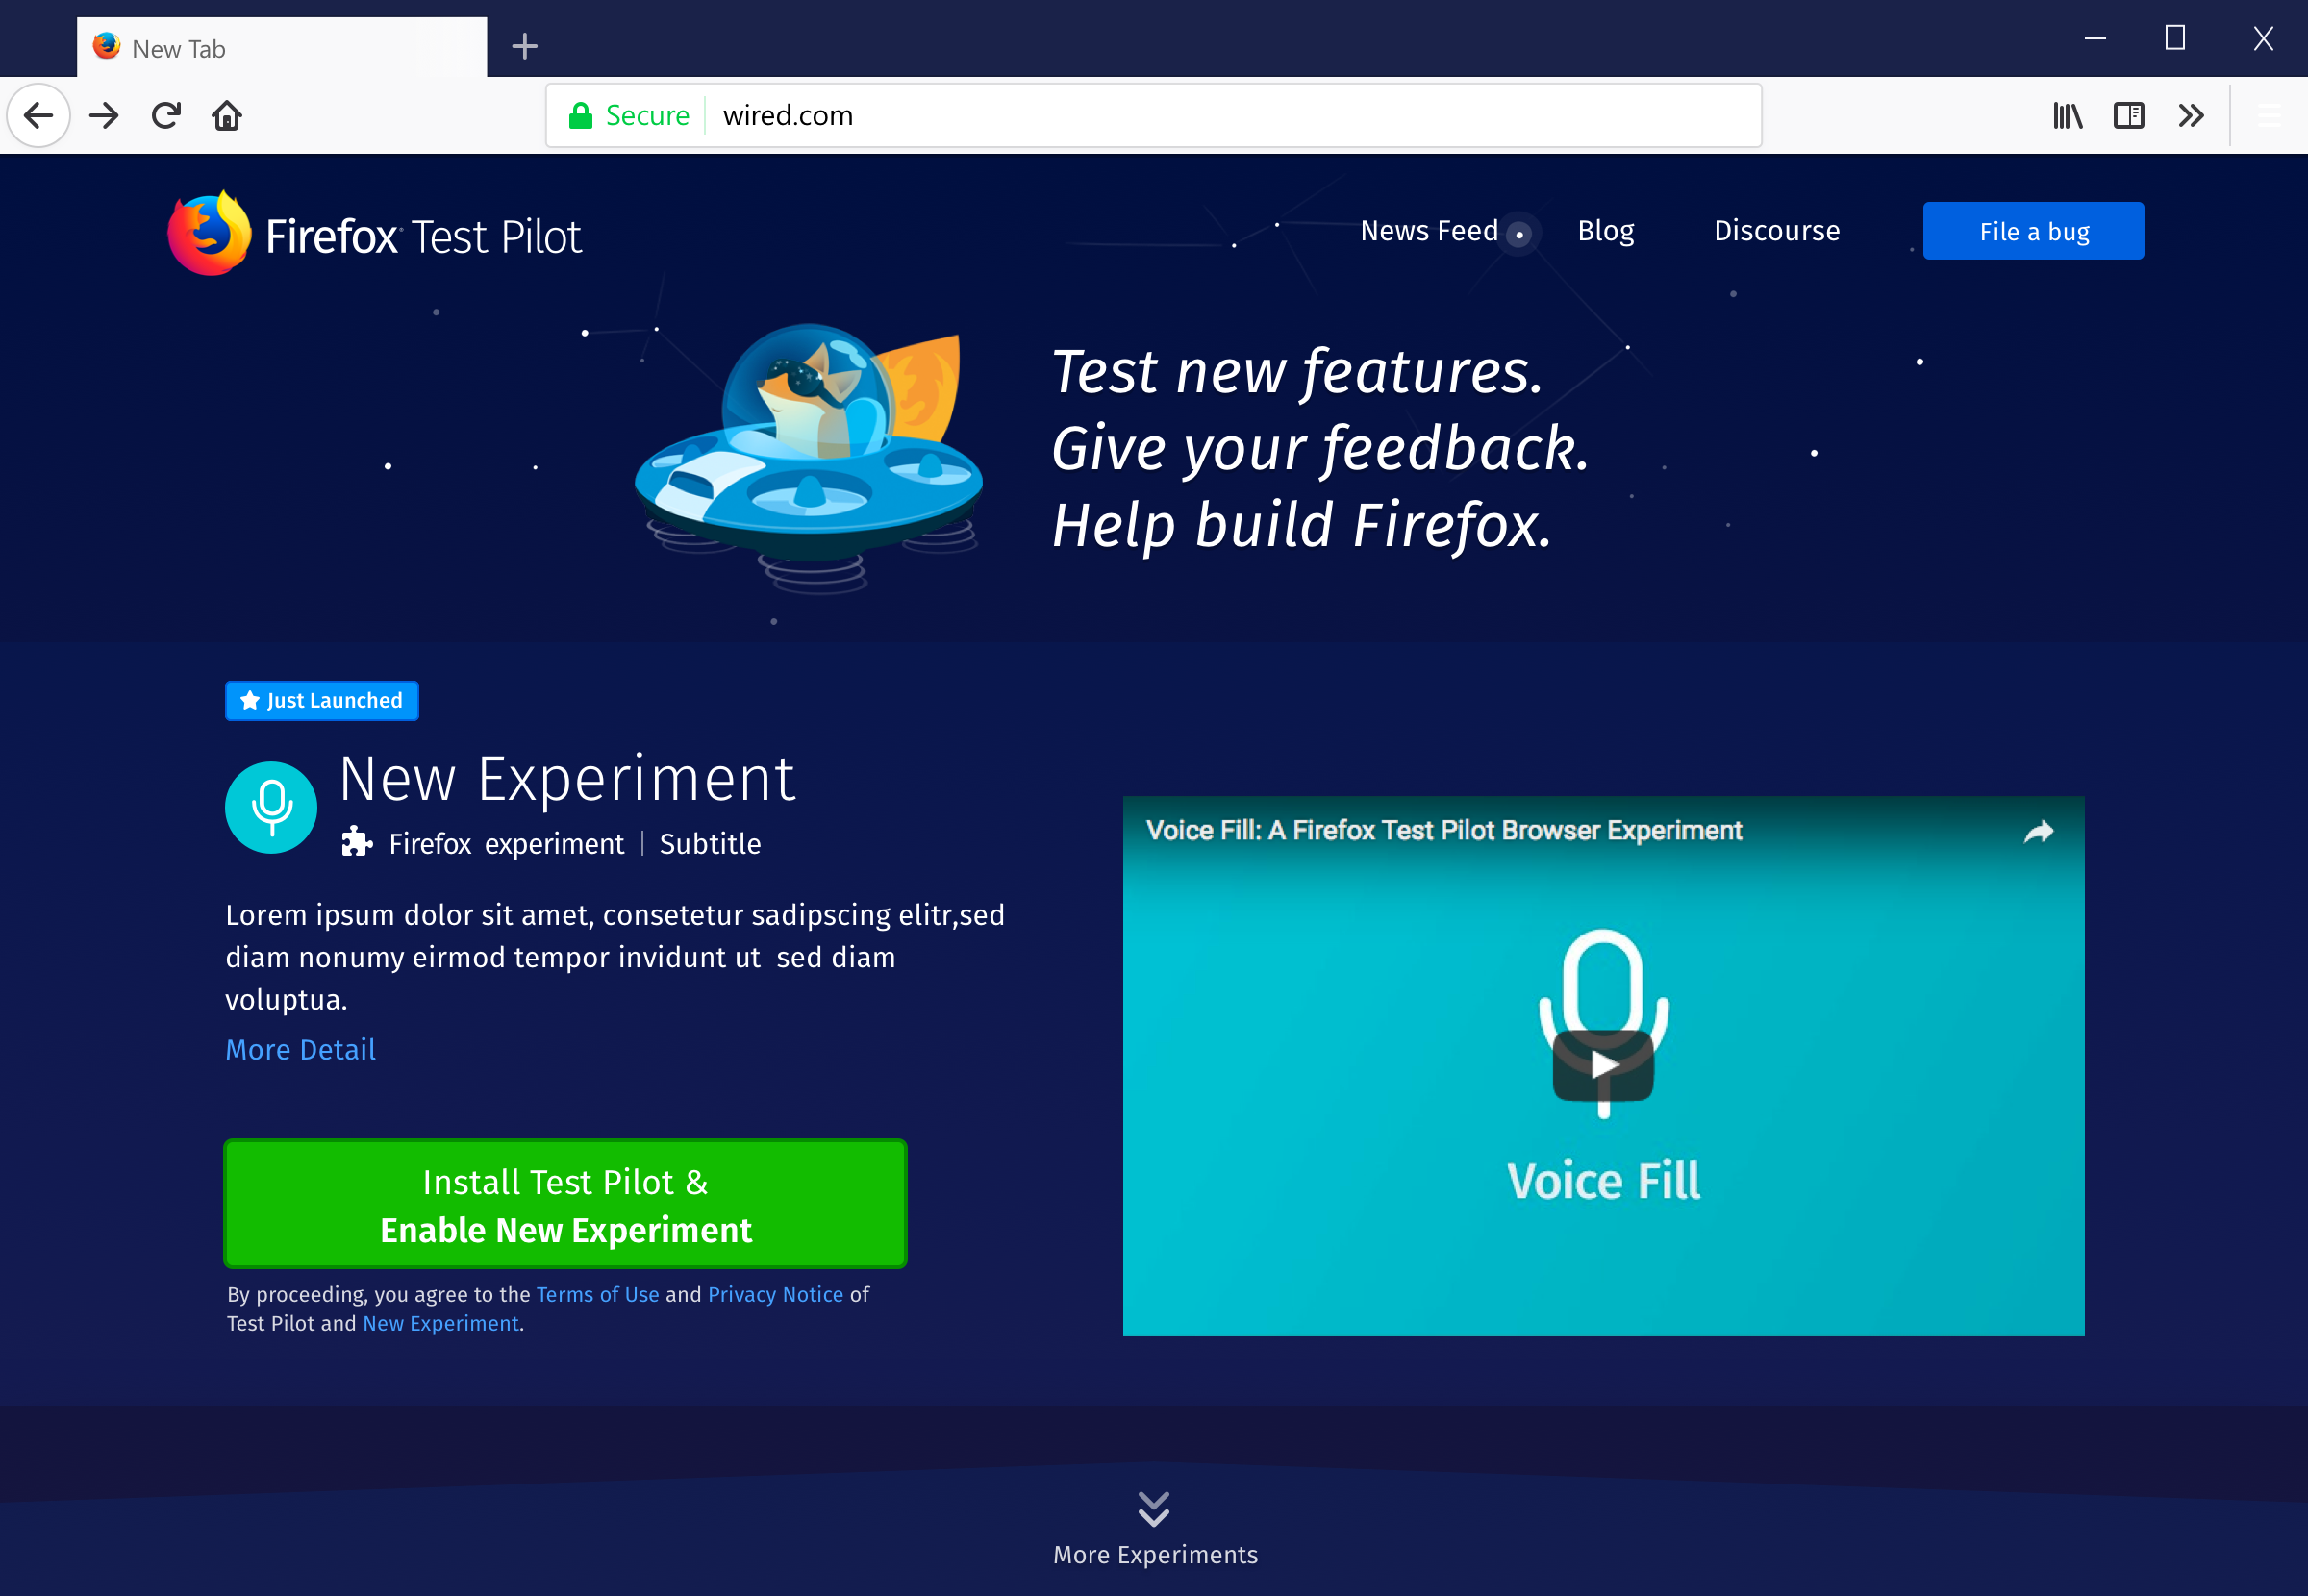 New Tab
Secure wired.com
Firefox Test Pilot
News Feed Blog Discourse File a bug
Test new features.
Give your feedback.
Help build Firefox.
Just Launched
New Experiment
Firefox experiment | Subtitle
Lorem ipsum dolor sit amet, consetetur sadipscing elitr,sed
diam nonumy eirmod tempor invidunt ut sed diam
voluptua.
More Detail
Install Test Pilot &
Enable New Experiment
By proceeding, you agree to the Terms of Use and Privacy Notice of
Test Pilot and New Experiment.
Voice Fill: A Firefox Test Pilot Browser Experiment
Voice Fill
More Experiments